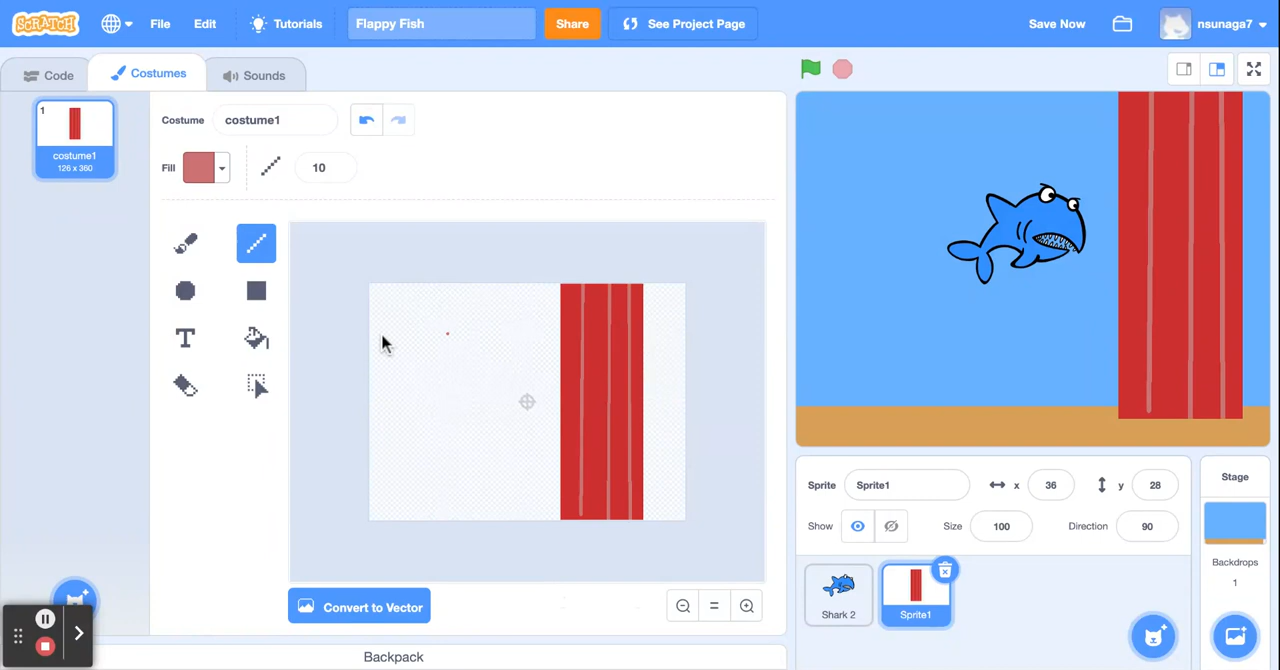 SCRATCH File Edit Tutorials Flappy Fish Share See Project Page Save Now nsunaga7
Code Costumes Sounds
1
costume1
126 x 360
Costume costume1
Fill 10
T
Convert to Vector
Backpack
Sprite Sprite1 x 36 y 28
Show Size 100 Direction 90
Shark 2
Sprite1
Stage
Backdrops
1